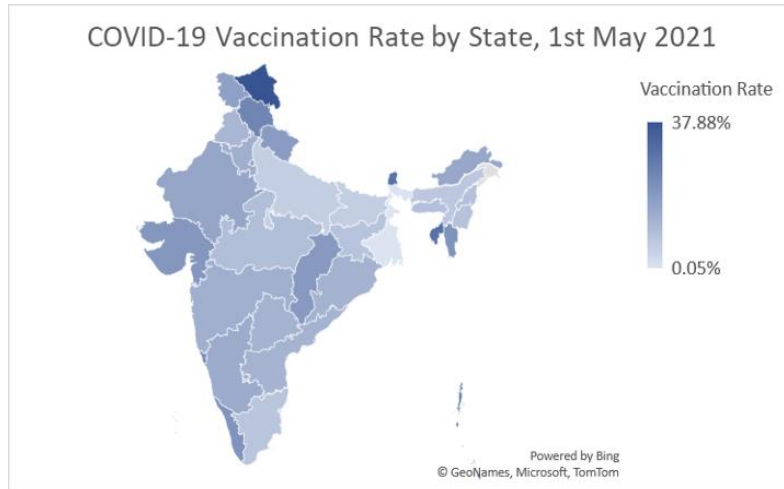 COVID-19 Vaccination Rate by State, 1st May 2021
Vaccination Rate
37.88%
0.05%
Powered by Bing
© GeoNames, Microsoft, TomTom